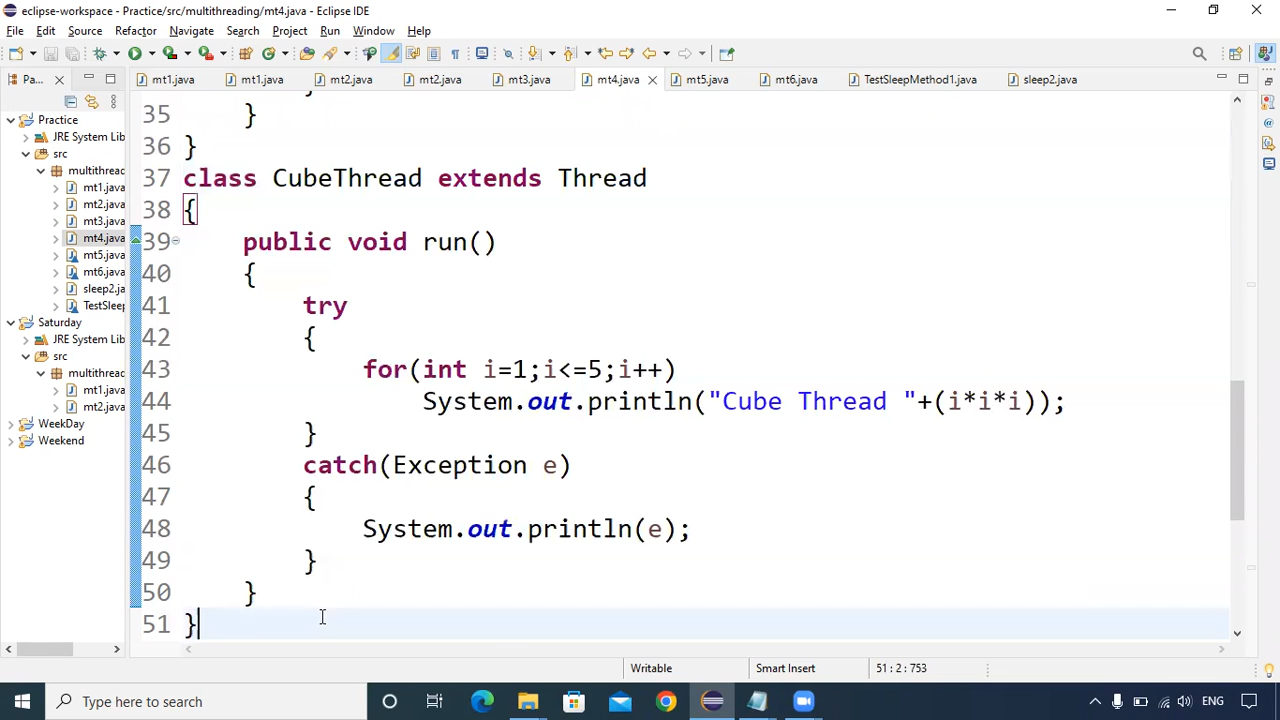 eclipse-workspace - Practice/src/multithreading/mt4.java - Eclipse IDE
File Edit Source Refactor Navigate Search Project Run Window Help
Pa... mt1.java mt1.java mt2.java mt2.java mt3.java mt4.java mt5.java mt6.java TestSleepMethod1.java sleep2.java
Practice
JRE System Lib
src
multithread
mt1.java
mt2.java
mt3.java
mt4.java
mt5.java
mt6.java
sleep2.j
TestSlee
Saturday
JRE System Lib
src
multithread
mt1.java
mt2.java
WeekDay
Weekend
35 }
36 }
37 class CubeThread extends Thread
38 {
39 public void run()
40 {
41 try
42 {
43 for(int i=1;i<=5;i++)
44 System.out.println("Cube Thread "+(i*i*i));
45 }
46 catch(Exception e)
47 {
48 System.out.println(e);
49 }
50 }
51 }
Writable Smart Insert 51 : 2 : 753
Type here to search ENG